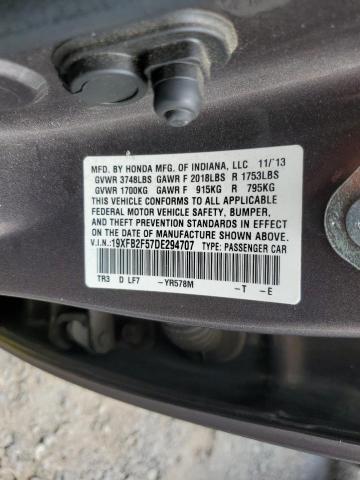 MFD. BY HONDA MFG. OF INDIANA, LLC 11/13
GVWR 3748LBS GAWR F 2018LBS R 1753LBS
GVWR 1700KG GAWR F 915KG R 795KG
THIS VEHICLE CONFORMS TO ALL APPLICABLE
FEDERAL MOTOR VEHICLE SAFETY, BUMPER,
AND THEFT PREVENTION STANDARDS IN EFFECT
ON THE DATE OF MANUFACTURE SHOWN ABOVE.
V.I.N.:19XFB2F57DE294707 TYPE: PASSENGER CAR
TR3 D LF7 -YR578M -T -E